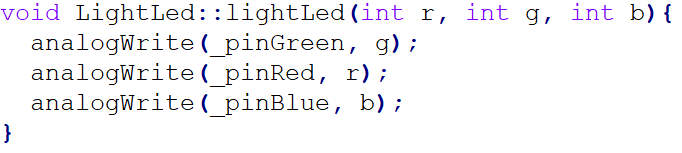 void LightLed::lightLed(int r, int g, int b){
  analogWrite(_pinGreen, g);
  analogWrite(_pinRed, r);
  analogWrite(_pinBlue, b);
}